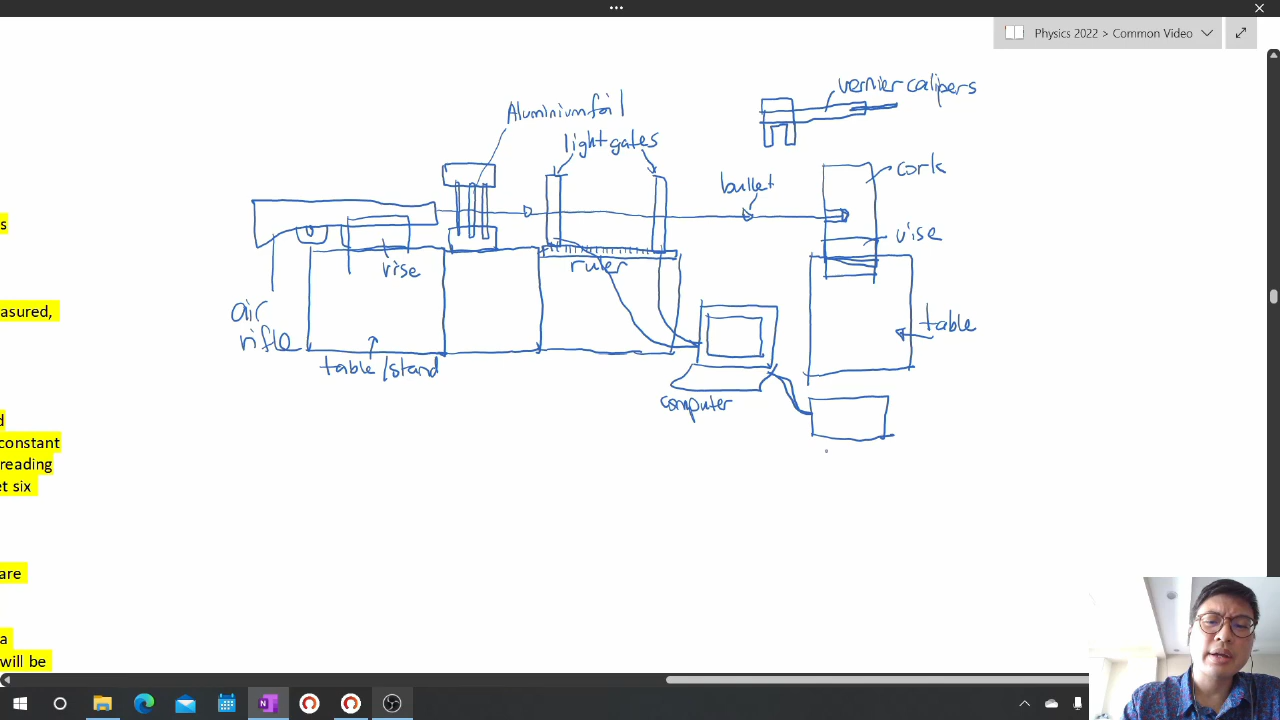 Physics 2022 > Common Video
vernier calipers
Aluminium foil
light gates
cork
bullet
vise
vise
ruler
air
rifle
table/stand
table
computer
s
asured,
d
constant
reading
et six
are
a
will be